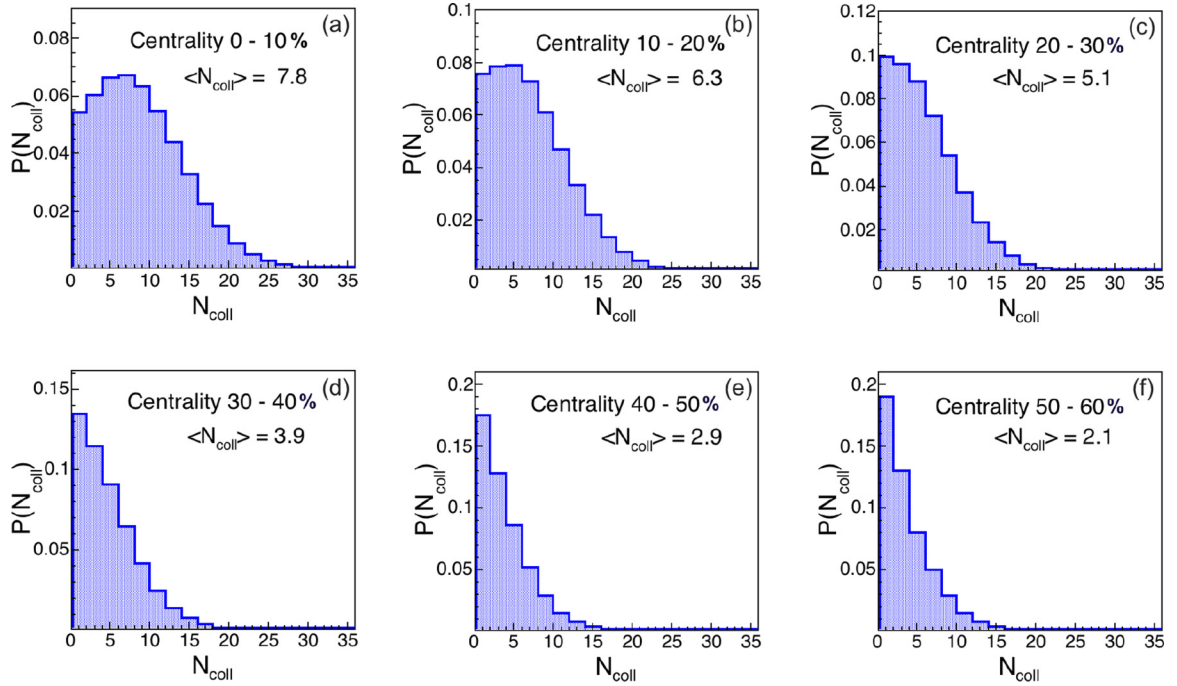 (a)
Centrality 0 - 10%
<N_coll> = 7.8
P(N_coll)
0.08
0.06
0.04
0.02
0 5 10 15 20 25 30 35
N_coll
(b)
Centrality 10 - 20%
<N_coll> = 6.3
P(N_coll)
0.1
0.08
0.06
0.04
0.02
0 5 10 15 20 25 30 35
N_coll
(c)
Centrality 20 - 30%
<N_coll> = 5.1
P(N_coll)
0.12
0.1
0.08
0.06
0.04
0.02
0 5 10 15 20 25 30 35
N_coll
(d)
Centrality 30 - 40%
<N_coll> = 3.9
P(N_coll)
0.15
0.1
0.05
0 5 10 15 20 25 30 35
N_coll
(e)
Centrality 40 - 50%
<N_coll> = 2.9
P(N_coll)
0.2
0.15
0.1
0.05
0 5 10 15 20 25 30 35
N_coll
(f)
Centrality 50 - 60%
<N_coll> = 2.1
P(N_coll)
0.2
0.15
0.1
0.05
0 5 10 15 20 25 30 35
N_coll